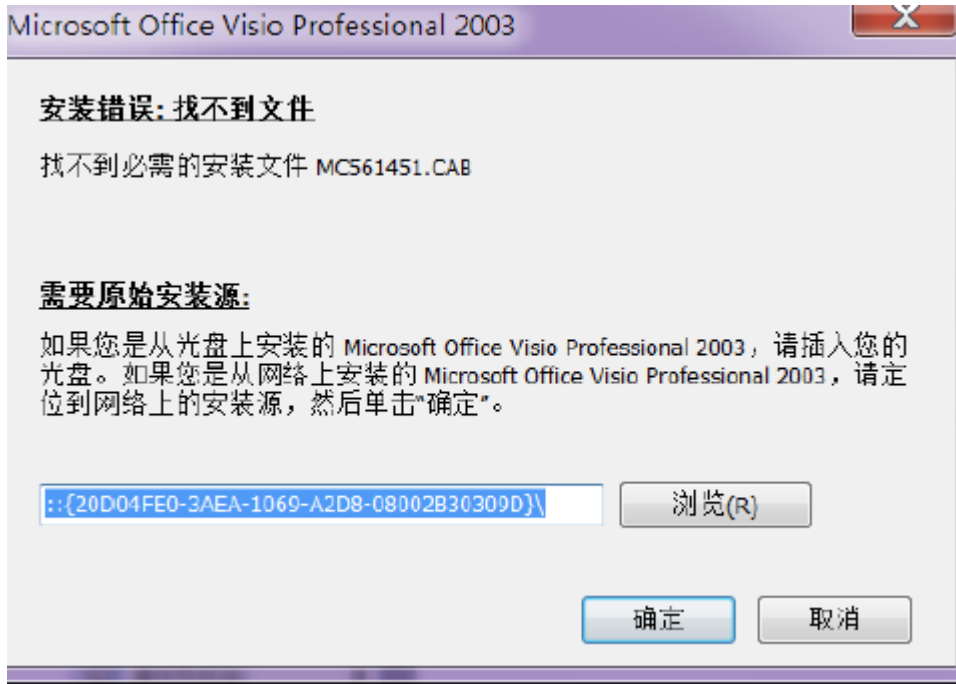 Microsoft Office Visio Professional 2003
安装错误: 找不到文件
找不到必需的安装文件 MC561451.CAB
需要原始安装源:
如果您是从光盘上安装的 Microsoft Office Visio Professional 2003，请插入您的
光盘。如果您是从网络上安装的 Microsoft Office Visio Professional 2003，请定
位到网络上的安装源，然后单击“确定”。
::{20D04FE0-3AEA-1069-A2D8-08002B30309D}\
浏览(R)
确定
取消